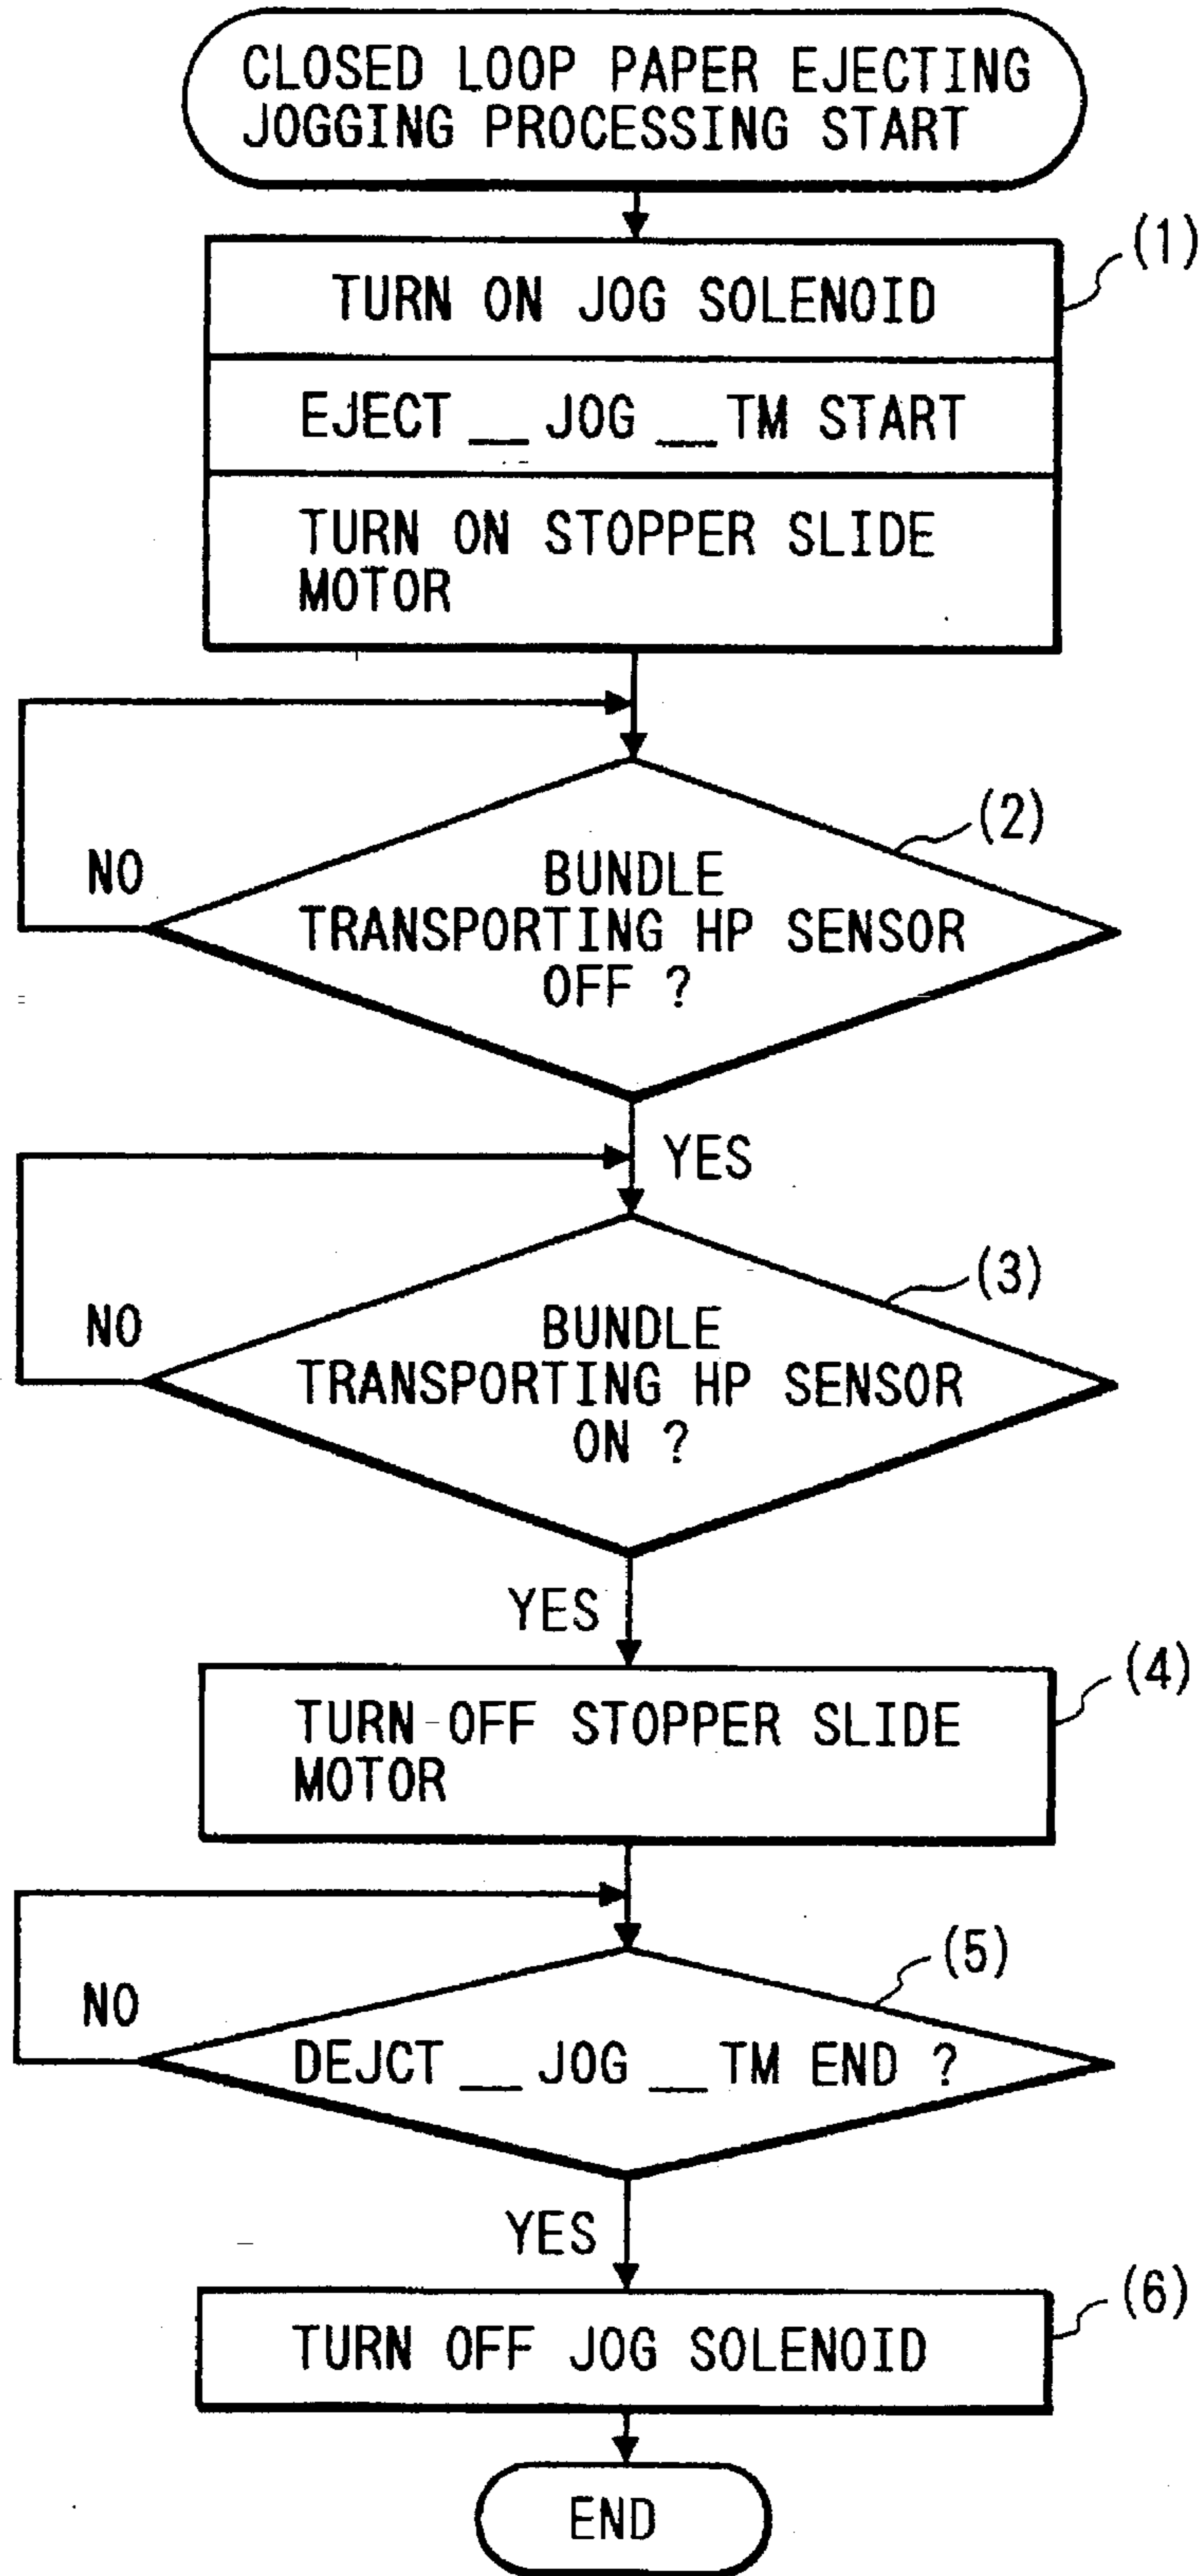 CLOSED LOOP PAPER EJECTING
JOGGING PROCESSING START
(1)
TURN ON JOG SOLENOID
EJECT __ JOG __ TM START
TURN ON STOPPER SLIDE
MOTOR
(2)
NO
BUNDLE
TRANSPORTING HP SENSOR
OFF ?
YES
(3)
NO
BUNDLE
TRANSPORTING HP SENSOR
ON ?
YES
(4)
TURN OFF STOPPER SLIDE
MOTOR
(5)
NO
DEJCT __ JOG __ TM END ?
YES
(6)
TURN OFF JOG SOLENOID
END